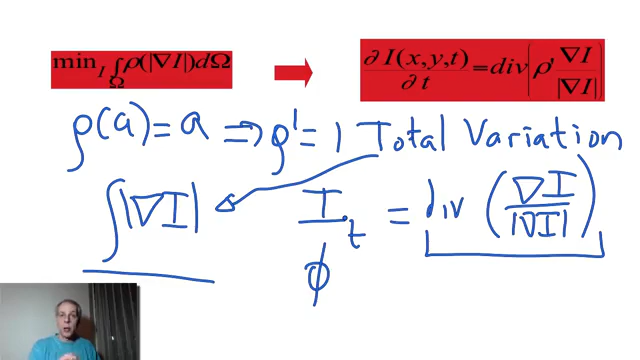 min_I ∫_Ω ρ(|∇I|)dΩ
∂I(x,y,t)/∂t = div(ρ' ∇I/|∇I|)
ρ(a)=a ⇒ ρ'=1 Total Variation
∫|∇I| I_t = div (∇I/|∇I|)
ϕ